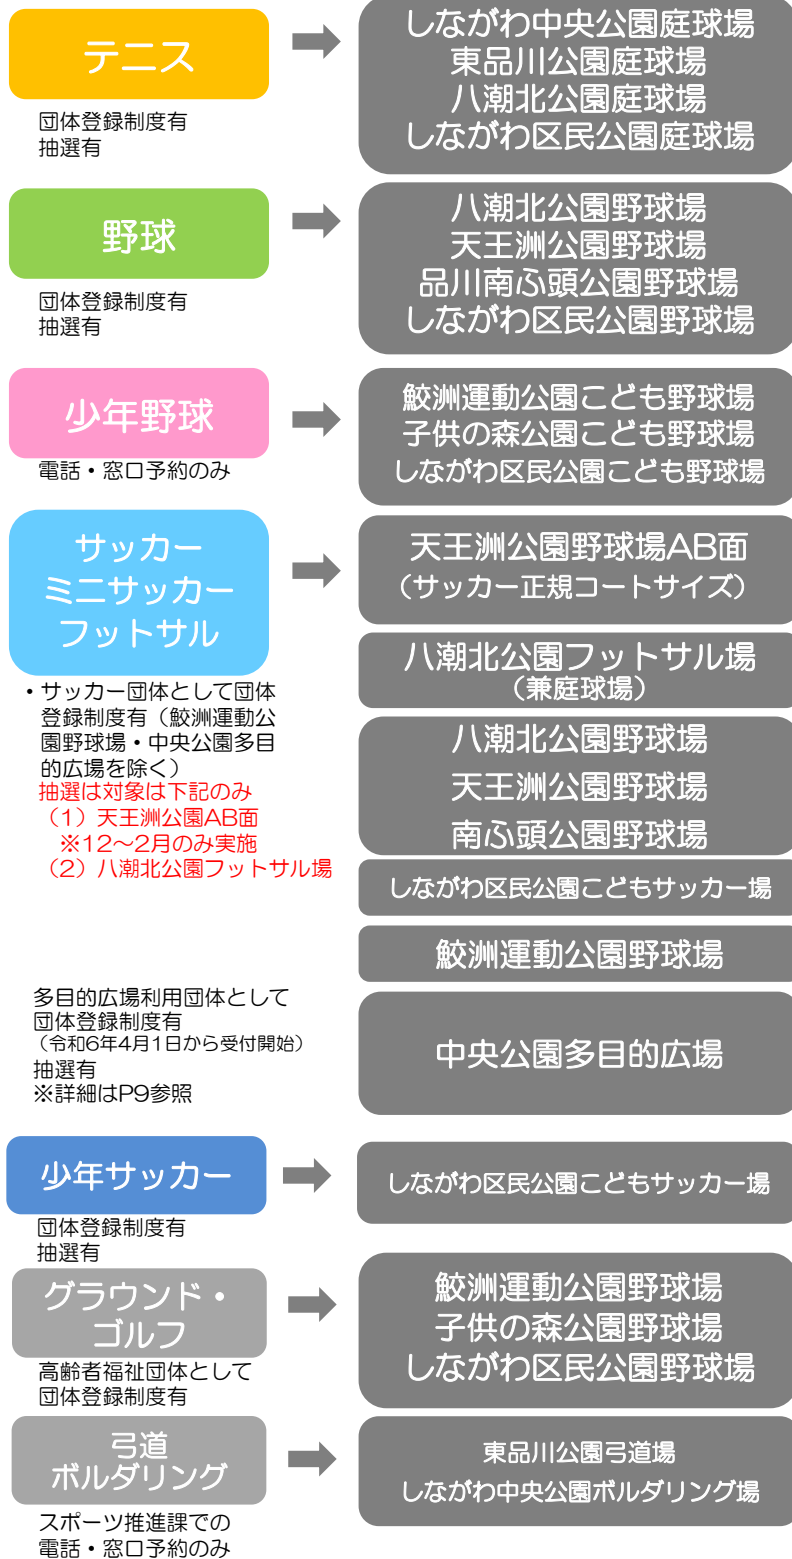 テニス
団体登録制度有
抽選有
しながわ中央公園庭球場
東品川公園庭球場
八潮北公園庭球場
しながわ区民公園庭球場
野球
団体登録制度有
抽選有
八潮北公園野球場
天王洲公園野球場
品川南ふ頭公園野球場
しながわ区民公園野球場
少年野球
電話・窓口予約のみ
鮫洲運動公園こども野球場
子供の森公園こども野球場
しながわ区民公園こども野球場
サッカー
ミニサッカー
フットサル
・サッカー団体として団体
登録制度有（鮫洲運動公
園野球場・中央公園多目
的広場を除く）
抽選は対象は下記のみ
（1）天王洲公園AB面
※12～2月のみ実施
（2）八潮北公園フットサル場
天王洲公園野球場AB面
（サッカー正規コートサイズ）
八潮北公園フットサル場
（兼庭球場）
八潮北公園野球場
天王洲公園野球場
南ふ頭公園野球場
しながわ区民公園こどもサッカー場
鮫洲運動公園野球場
多目的広場利用団体として
団体登録制度有
（令和6年4月1日から受付開始）
抽選有
※詳細はP9参照
中央公園多目的広場
少年サッカー
団体登録制度有
抽選有
しながわ区民公園こどもサッカー場
グラウンド・
ゴルフ
高齢者福祉団体として
団体登録制度有
鮫洲運動公園野球場
子供の森公園野球場
しながわ区民公園野球場
弓道
ボルダリング
スポーツ推進課での
電話・窓口予約のみ
東品川公園弓道場
しながわ中央公園ボルダリング場